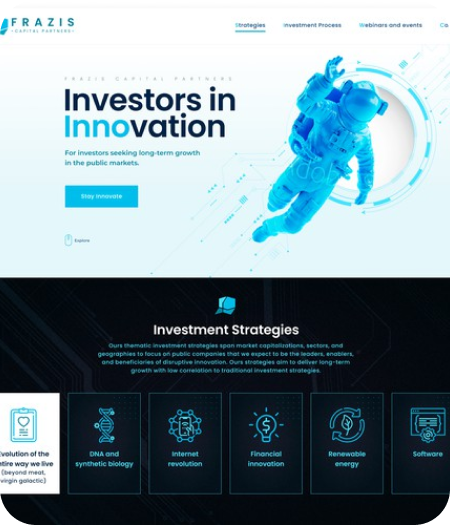 FRAZIS
CAPITAL PARTNERS
Strategies
Investment Process
Webinars and events
FRAZIS CAPITAL PARTNERS
Investors in
Innovation
For investors seeking long-term growth
in the public markets.
Stay Innovate
Explore
Investment Strategies
Ours thematic investment strategies span market capitalizations, sectors, and
geographies to focus on public companies that we expect to be the leaders, enablers,
and beneficiaries of disruptive innovation. Ours strategies aim to deliver long-term
growth with low correlation to traditional investment strategies.
volution of the
tire way we live
(beyond meat,
virgin galactic)
DNA and
synthetic biology
Internet
revolution
Financial
innovation
Renewable
energy
Software